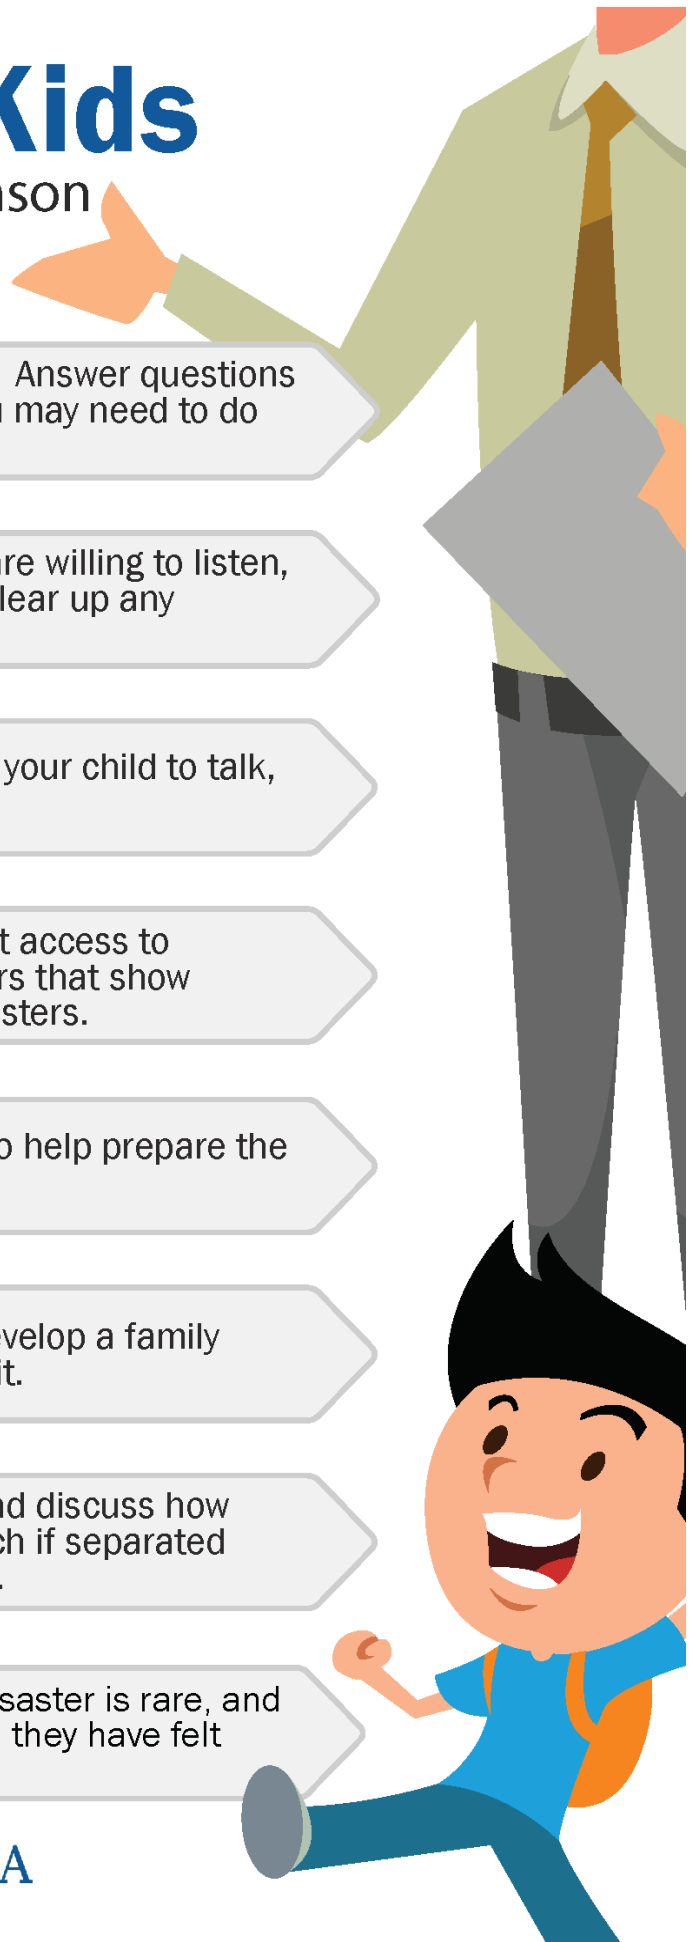 Kids
son
Answer questions
may need to do
re willing to listen,
lear up any
your child to talk,
t access to
rs that show
sters.
o help prepare the
velop a family
it.
nd discuss how
ch if separated
.
saster is rare, and
they have felt
A